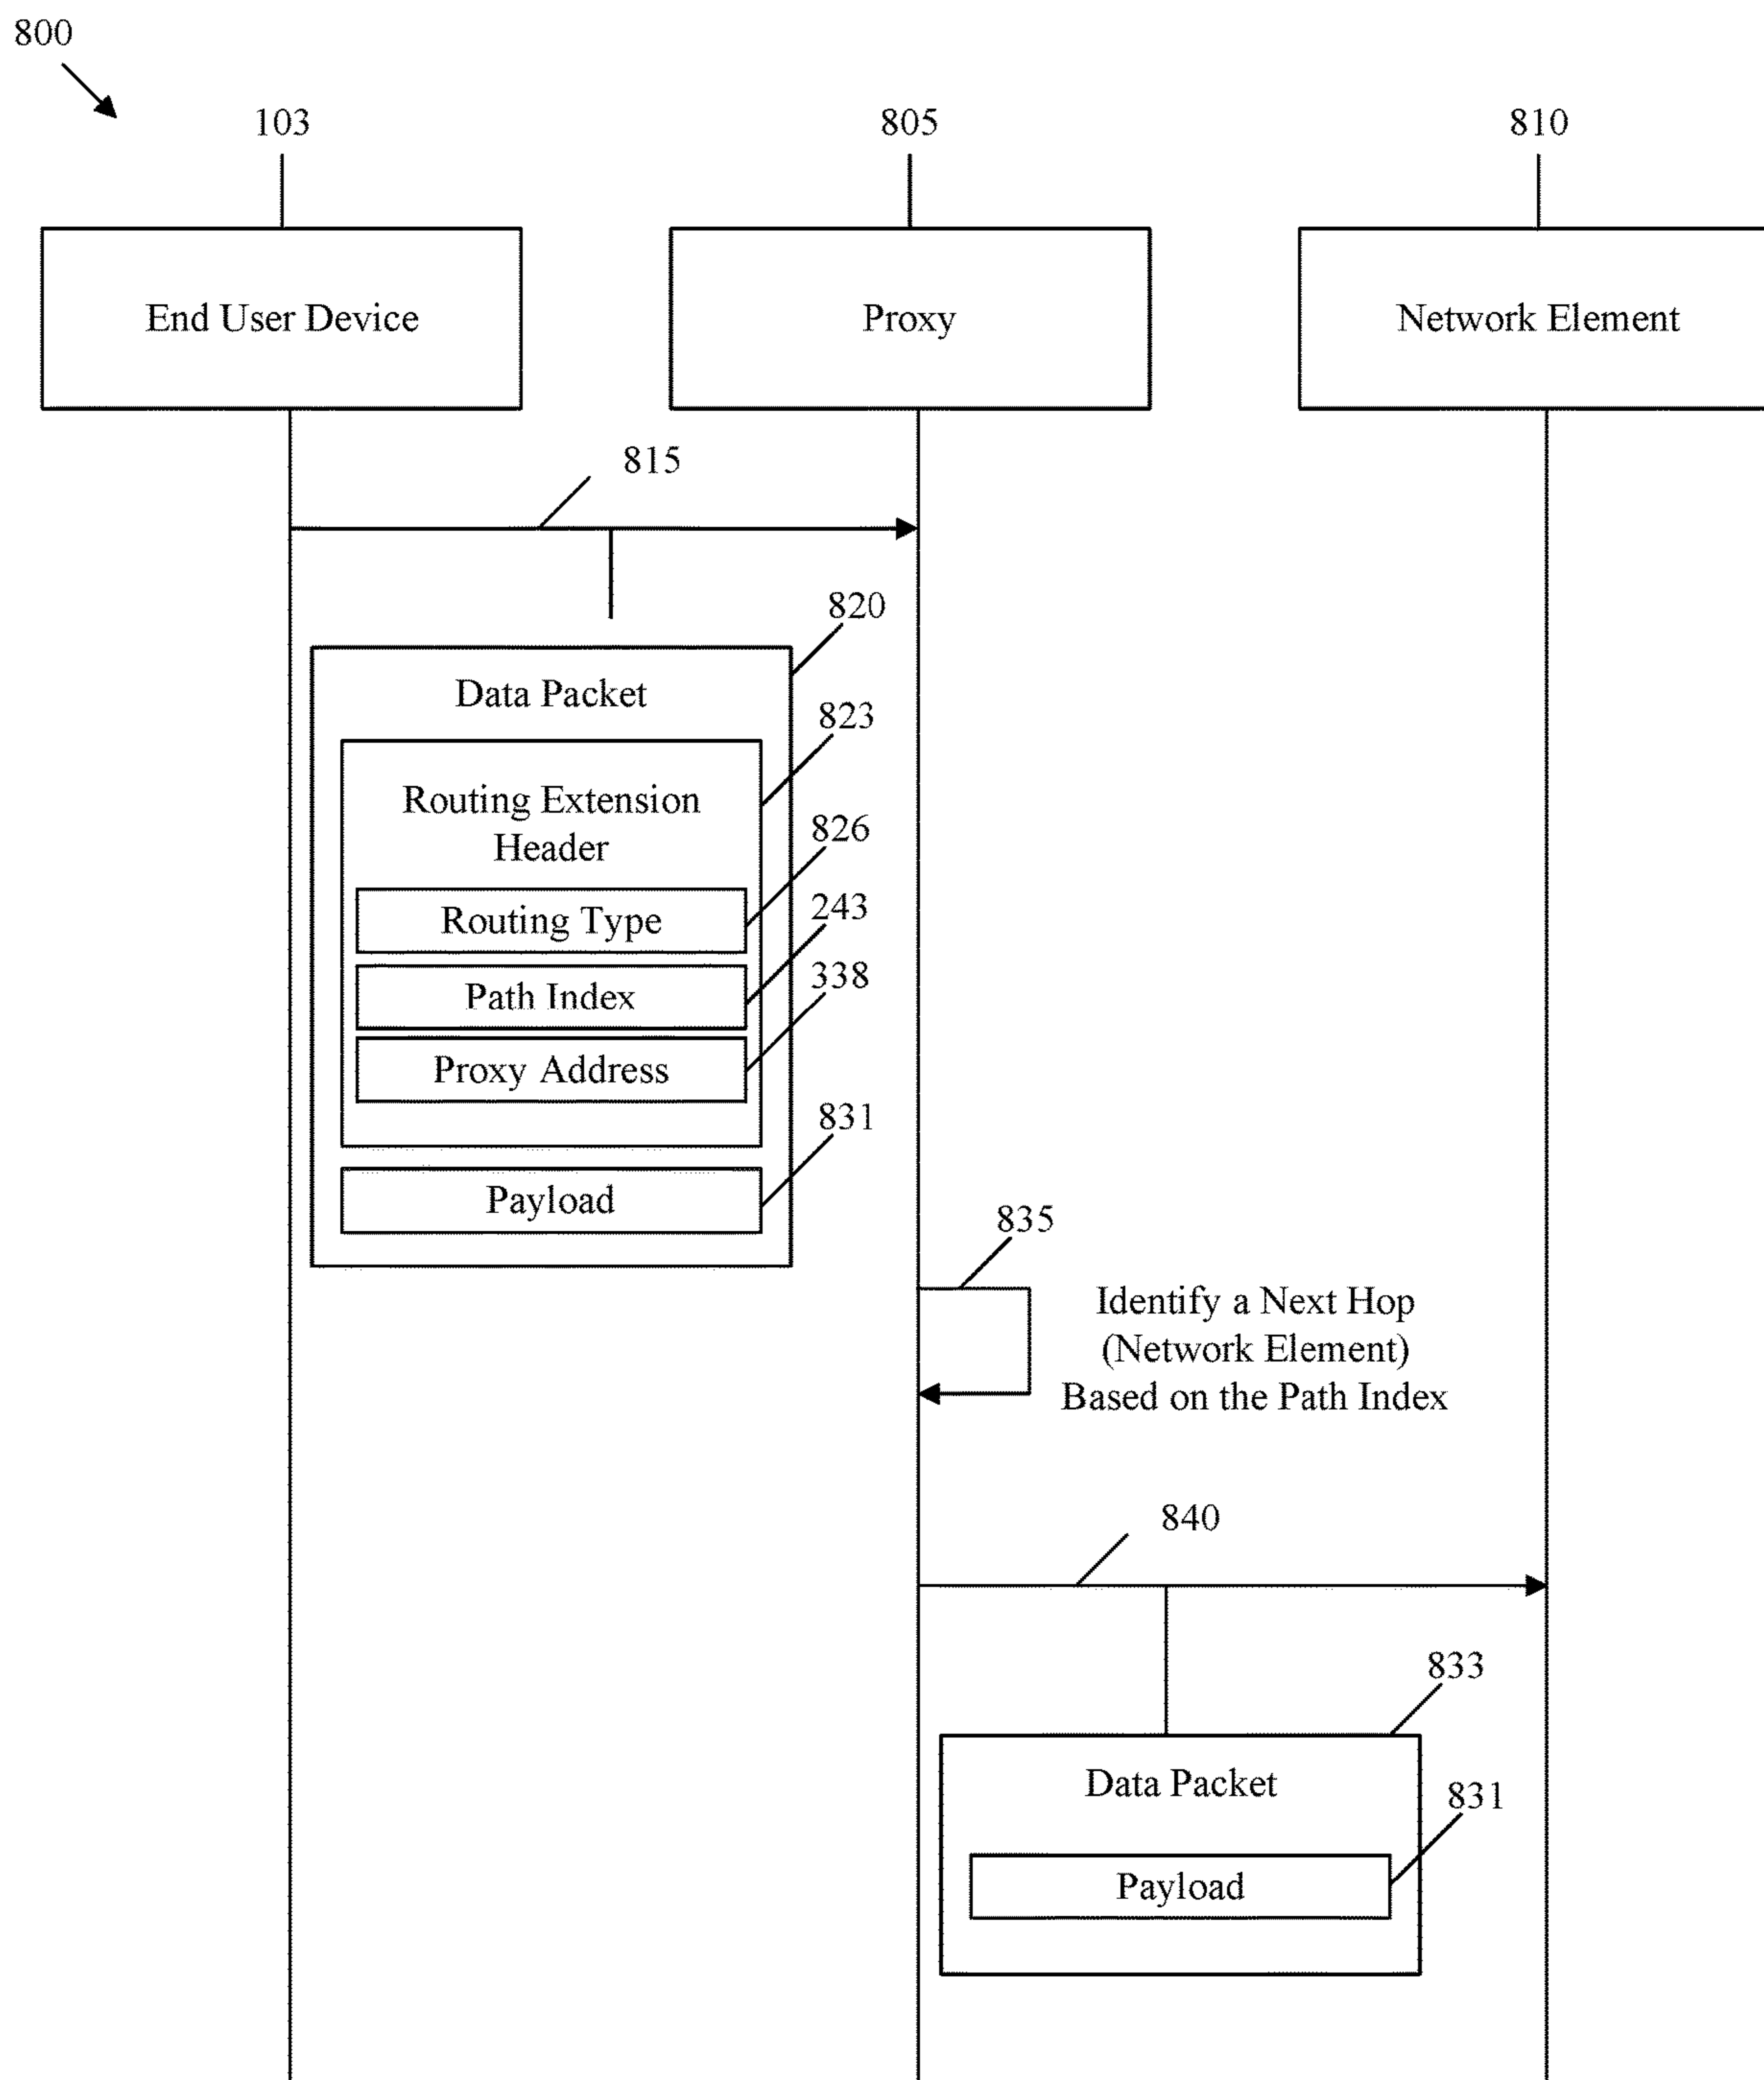 800
103
805
810
End User Device
Proxy
Network Element
815
820
Data Packet
823
Routing Extension
Header
826
Routing Type
243
Path Index
338
Proxy Address
831
Payload
835
Identify a Next Hop
(Network Element)
Based on the Path Index
840
833
Data Packet
831
Payload